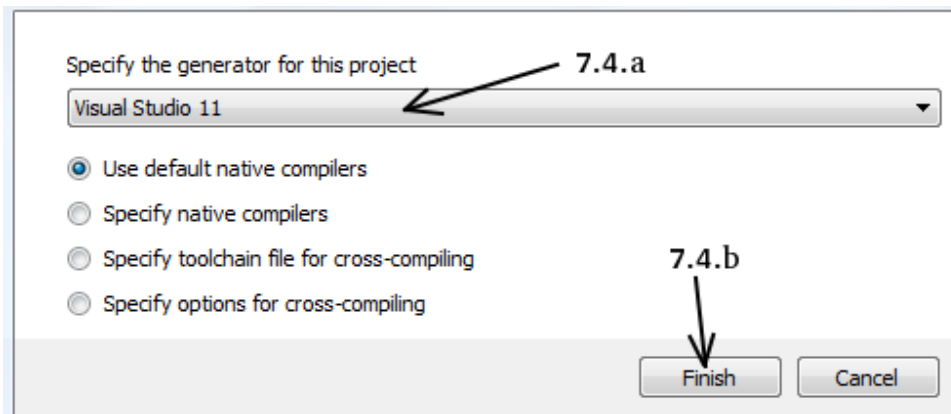 Specify the generator for this project 7.4.a
Visual Studio 11
Use default native compilers
Specify native compilers
Specify toolchain file for cross-compiling 7.4.b
Specify options for cross-compiling
Finish Cancel